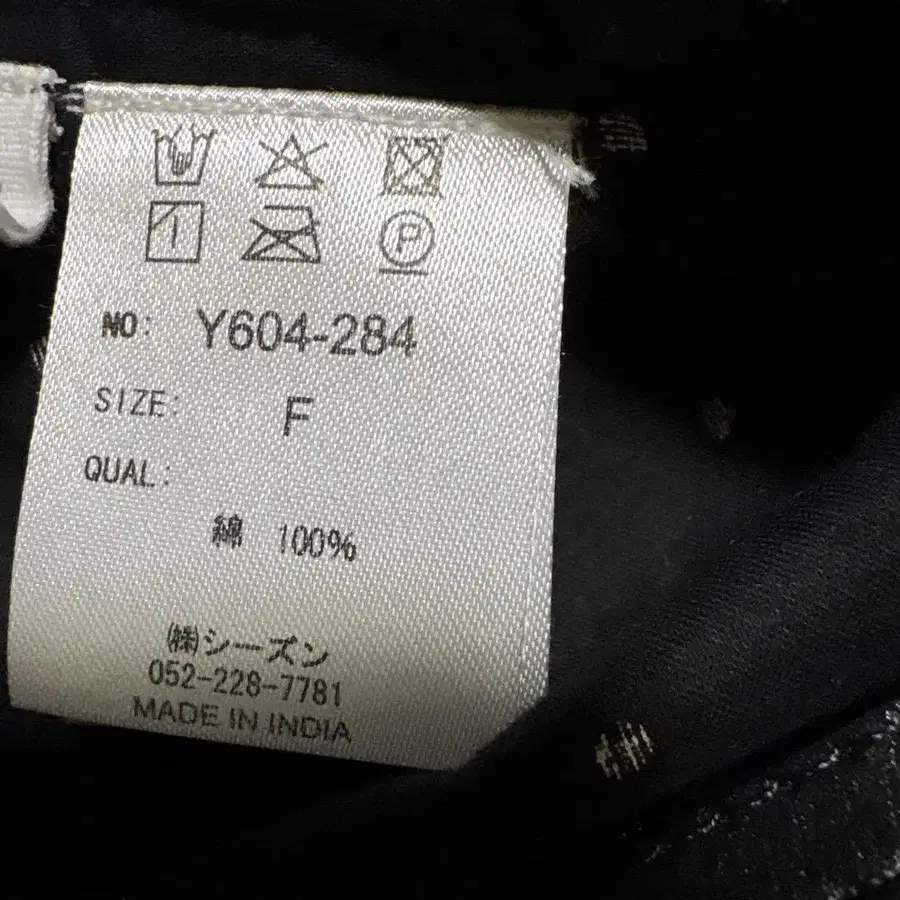 NO: Y604-284
SIZE: F
QUAL:
綿 100%
㈱シーズン
052-228-7781
MADE IN INDIA